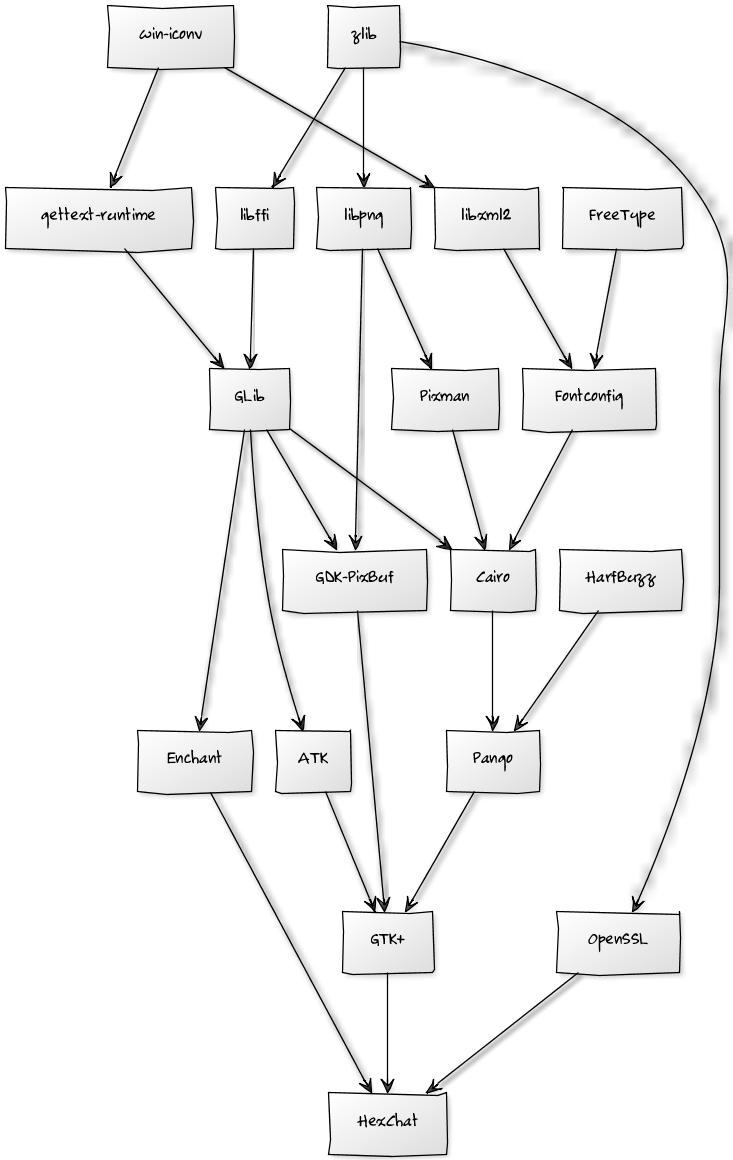 win-iconv
zlib
gettext-runtime
libffi
libpng
libxml2
FreeType
GLib
Pixman
Fontconfig
GDK-PixBuf
Cairo
HarfBuzz
Enchant
ATK
Pango
GTK+
OpenSSL
HexChat